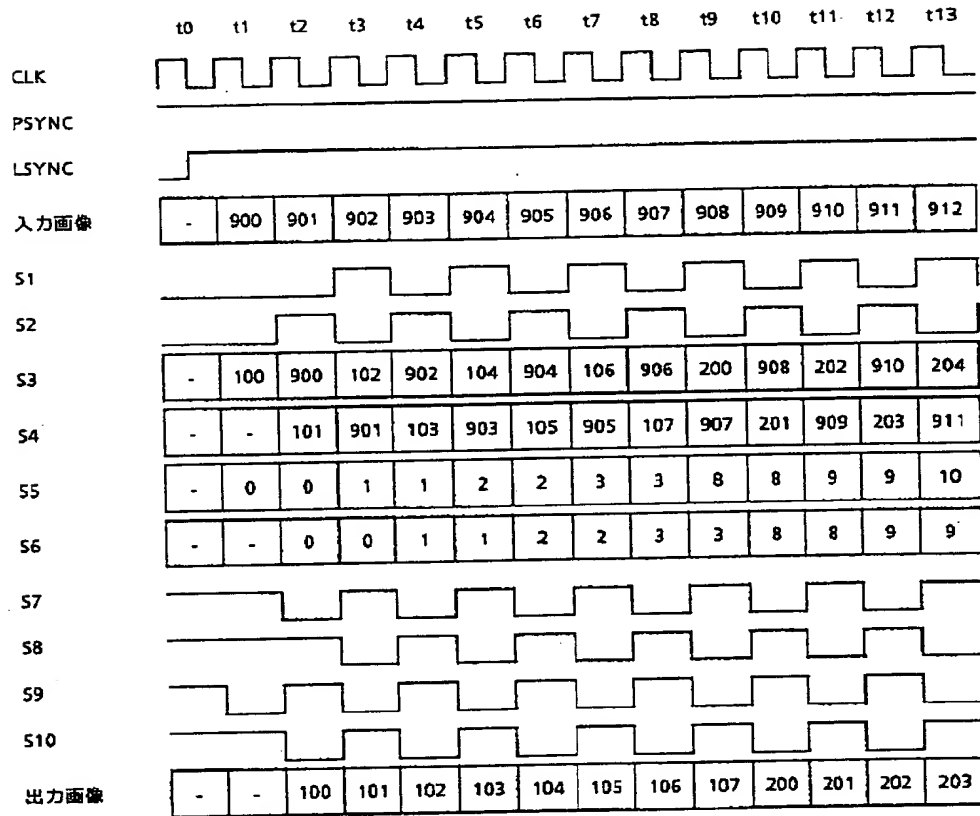 t0 t1 t2 t3 t4 t5 t6 t7 t8 t9 t10 t11 t12 t13
CLK
PSYNC
LSYNC
入力画像 - 900 901 902 903 904 905 906 907 908 909 910 911 912
S1
S2
S3 - 100 900 102 902 104 904 106 906 200 908 202 910 204
S4 - - 101 901 103 903 105 905 107 907 201 909 203 911
S5 - 0 0 1 1 2 2 3 3 8 8 9 9 10
S6 - - 0 0 1 1 2 2 3 3 8 8 9 9
S7
S8
S9
S10
出力画像 - - 100 101 102 103 104 105 106 107 200 201 202 203